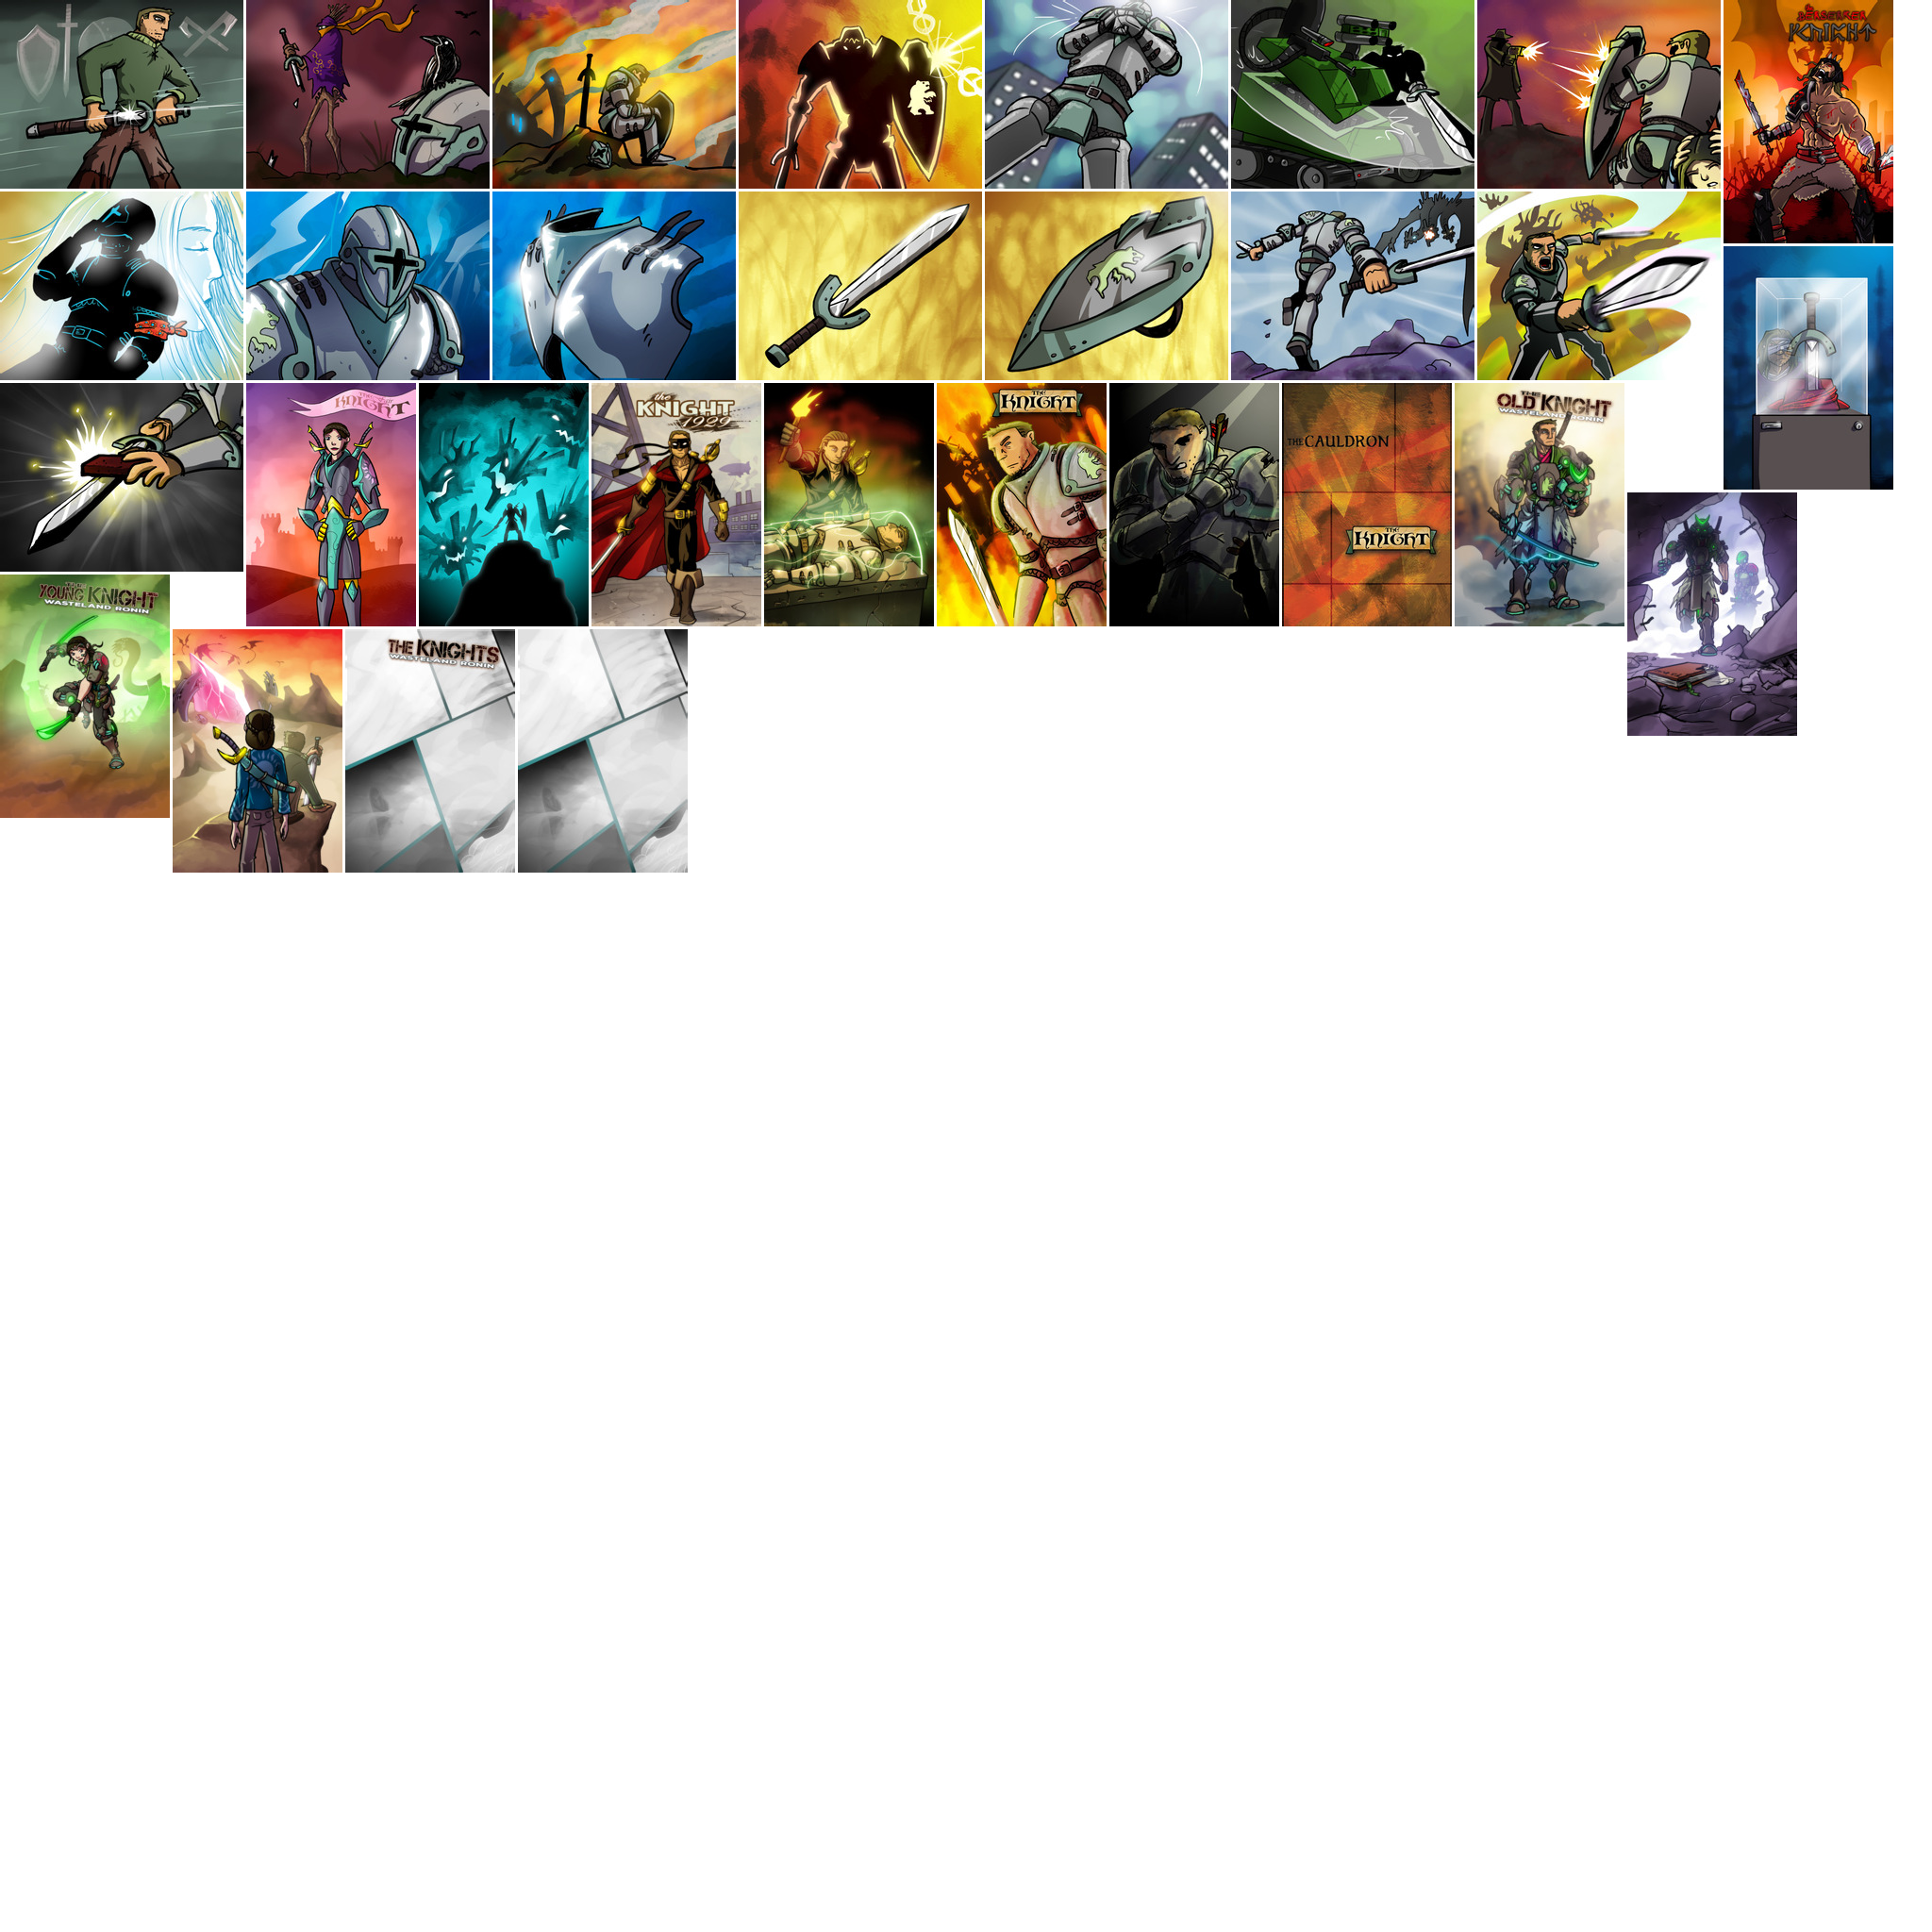 BERSERKER
KNIGHT
KNIGHT
the
KNIGHT
1929
THE
KNIGHT
THE CAULDRON
THE
KNIGHT
THE
OLD KNIGHT
WASTELAND RONIN
THE
YOUNG KNIGHT
WASTELAND RONIN
THE KNIGHTS
WASTELAND RONIN